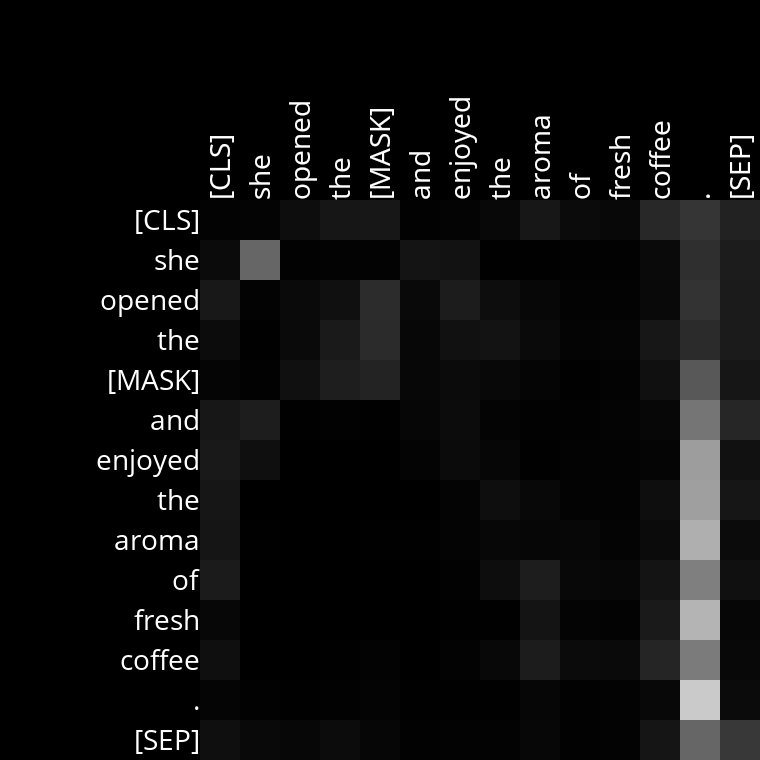 [CLS] she opened the [MASK] and enjoyed the aroma of fresh coffee . [SEP]
[CLS]
she
opened
the
[MASK]
and
enjoyed
the
aroma
of
fresh
coffee
.
[SEP]